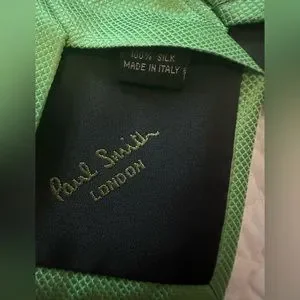 100% SILK
MADE IN ITALY
Paul Smith
LONDON